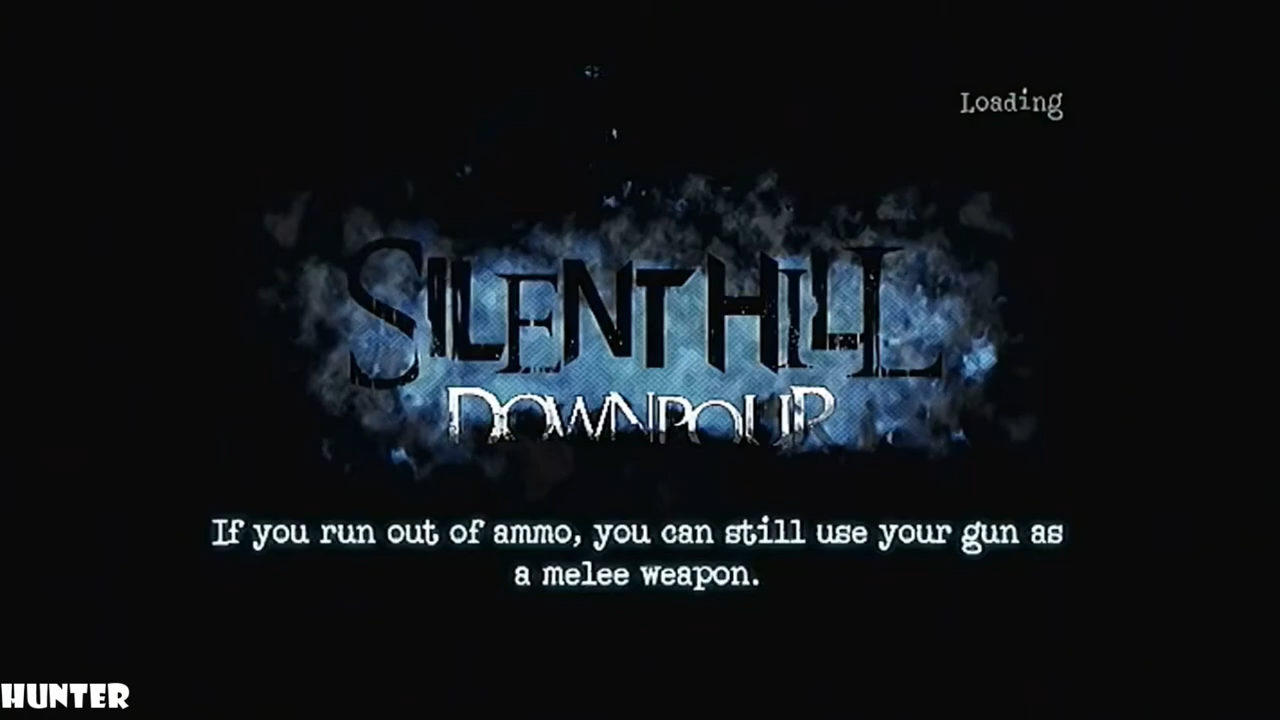 Loading
SILENT HILL
DOWNPOUR
If you run out of ammo, you can still use your gun as
a melee weapon.
HUNTER